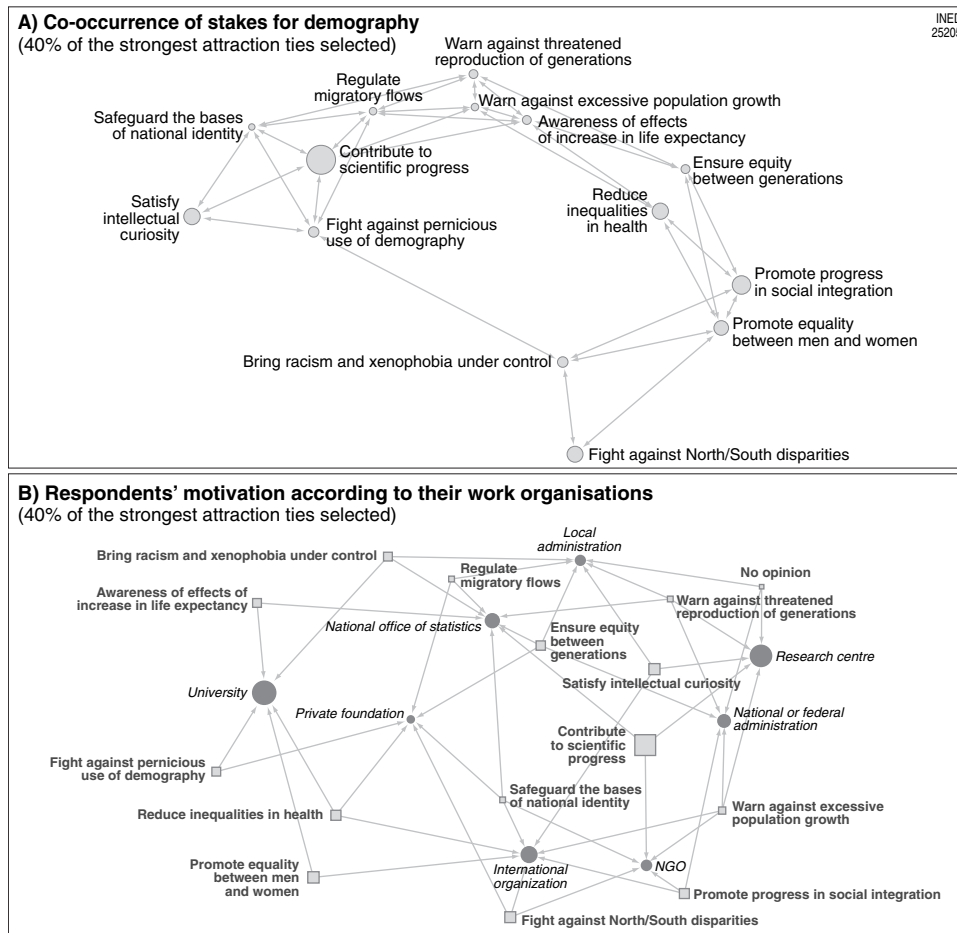 A) Co-occurrence of stakes for demography
(40% of the strongest attraction ties selected)
INED
25205
Warn against threatened
reproduction of generations
Regulate
migratory flows
Warn against excessive population growth
Safeguard the bases
of national identity
Awareness of effects
of increase in life expectancy
Contribute to
scientific progress
Ensure equity
between generations
Satisfy
intellectual
curiosity
Reduce
inequalities
in health
Fight against pernicious
use of demography
Promote progress
in social integration
Promote equality
between men and women
Bring racism and xenophobia under control
Fight against North/South disparities
B) Respondents’ motivation according to their work organisations
(40% of the strongest attraction ties selected)
Local
administration
Bring racism and xenophobia under control
Regulate
migratory flows
No opinion
Awareness of effects of
increase in life expectancy
Warn against threatened
reproduction of generations
National office of statistics
Ensure equity
between
generations
Research centre
Satisfy intellectual curiosity
University
Private foundation
National or federal
administration
Contribute
to scientific
progress
Fight against pernicious
use of demography
Safeguard the bases
of national identity
Reduce inequalities in health
Warn against excessive
population growth
Promote equality
between men
and women
International
organization
NGO
Promote progress in social integration
Fight against North/South disparities